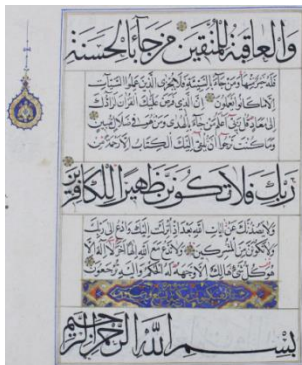 والعاقبة للمتقين من جاء بالحسنة
فله خير منها ومن جاء بالسيئة فلا يجزى الذين عملوا السيئات
الا ما كانوا يعملون ان الذي فرض عليك القرآن لرادك
الى معاد قل ربي اعلم من جاء بالهدى ومن هو في ضلال مبين
وما كنت ترجوا ان يلقى اليك الكتاب الا رحمة من
ربك فلا تكونن ظهيرا للكافرين
ولا يصدنك عن ايات الله بعد اذ انزلت اليك وادع الى ربك
ولا تكونن من المشركين ولا تدع مع الله الها اخر لا اله الا
هو كل شيء هالك الا وجهه له الحكم واليه ترجعون
بسم الله الرحمن الرحيم